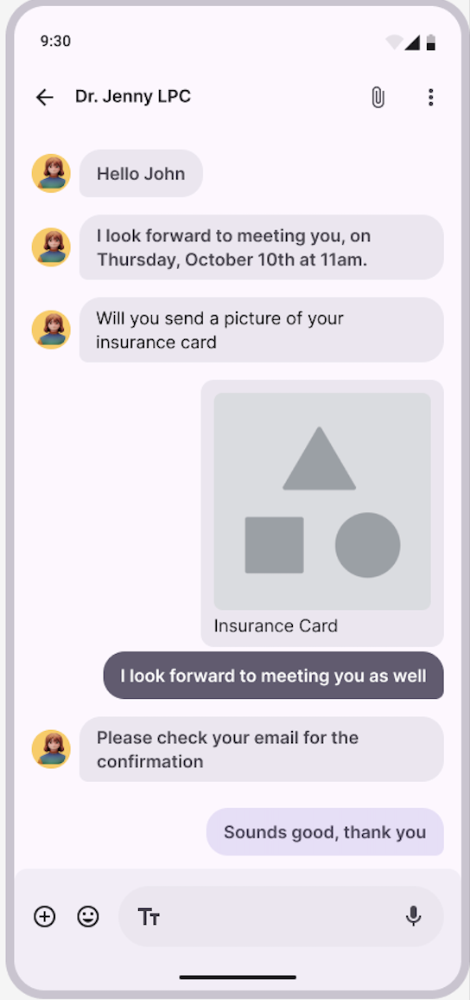 9:30
Dr. Jenny LPC
Hello John
I look forward to meeting you, on
Thursday, October 10th at 11am.
Will you send a picture of your
insurance card
Insurance Card
I look forward to meeting you as well
Please check your email for the
confirmation
Sounds good, thank you
Tт